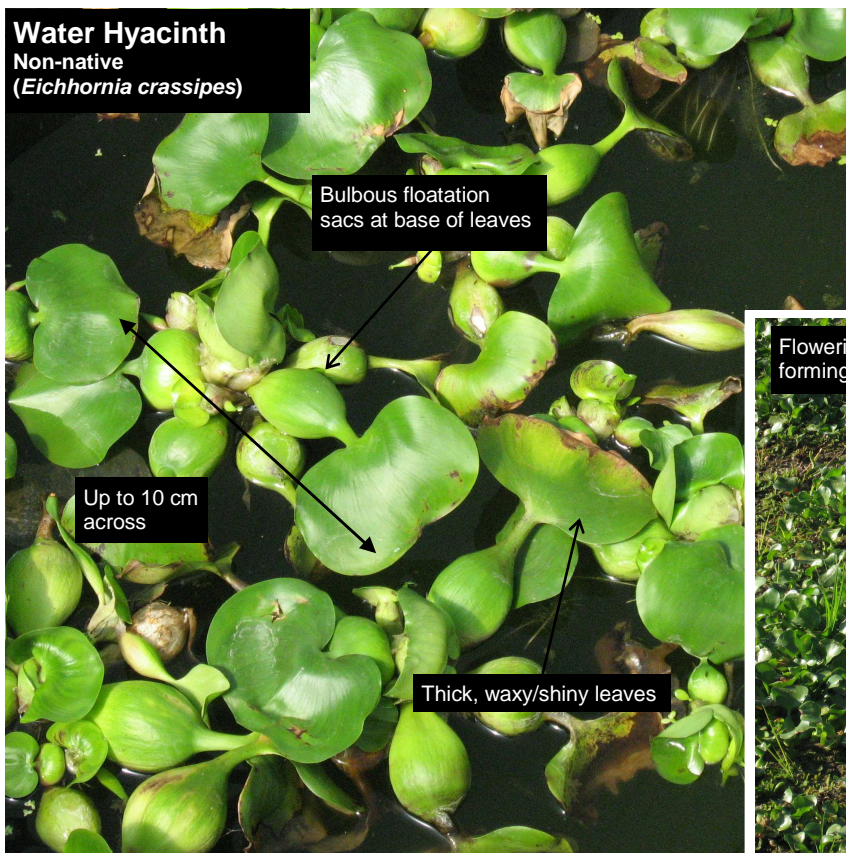 Water Hyacinth
Non-native
(Eichhornia crassipes)
Bulbous floatation
sacs at base of leaves
Up to 10 cm
across
Thick, waxy/shiny leaves
forming